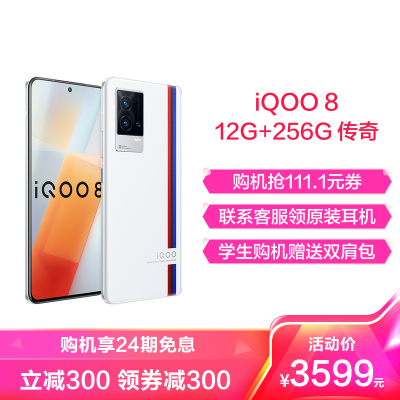 iQOO 8
12G+256G 传奇
购机抢111.1元券
联系客服领原装耳机
学生购机赠送双肩包
iQOO8
iQOO
购机享24期免息
立减300 领券减300
活动价
¥3599元